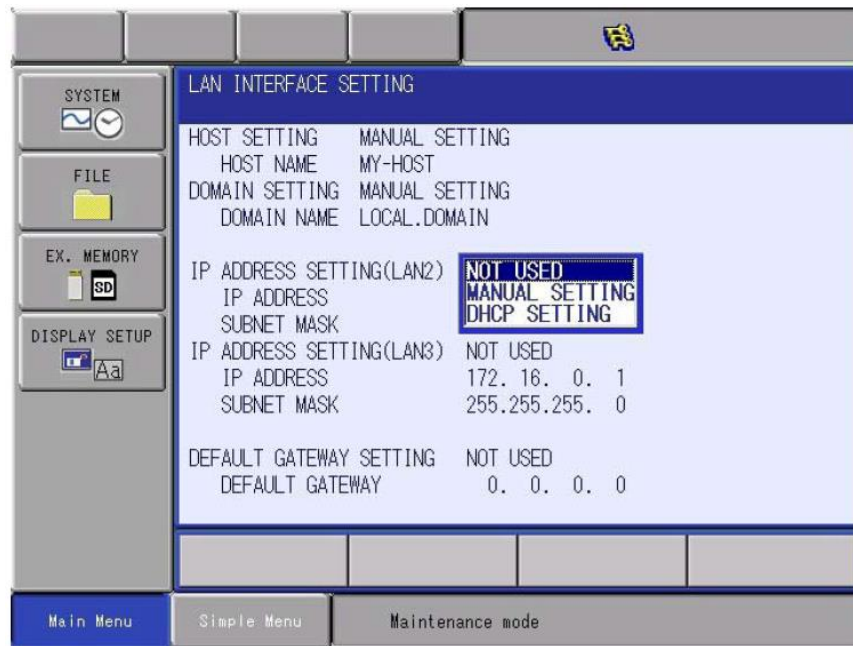 SYSTEM
FILE
EX. MEMORY
SD
DISPLAY SETUP
Aa
LAN INTERFACE SETTING
HOST SETTING MANUAL SETTING
HOST NAME MY-HOST
DOMAIN SETTING MANUAL SETTING
DOMAIN NAME LOCAL.DOMAIN
IP ADDRESS SETTING(LAN2) NOT USED
IP ADDRESS MANUAL SETTING
SUBNET MASK DHCP SETTING
IP ADDRESS SETTING(LAN3) NOT USED
IP ADDRESS 172. 16. 0. 1
SUBNET MASK 255.255.255. 0
DEFAULT GATEWAY SETTING NOT USED
DEFAULT GATEWAY 0. 0. 0. 0
Main Menu
Simple Menu
Maintenance mode